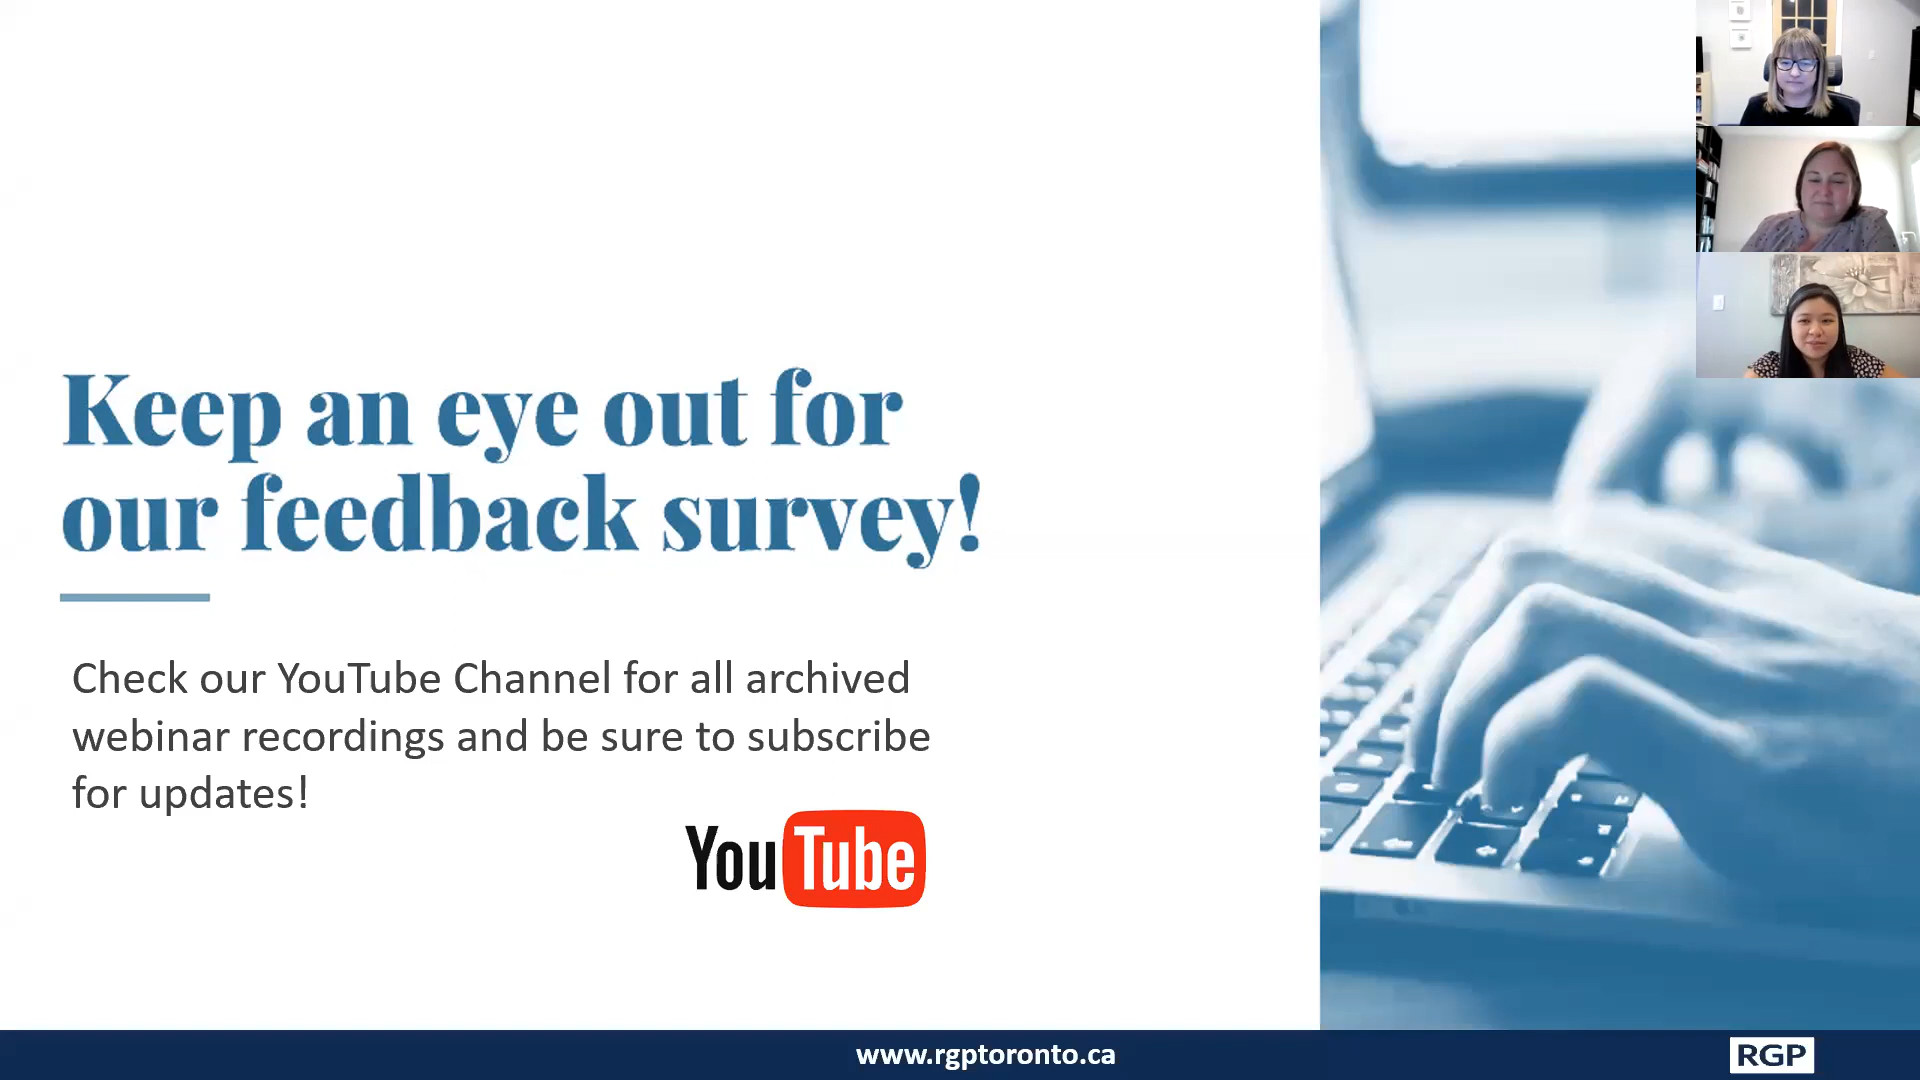 Keep an eye out for
our feedback survey!
Check our YouTube Channel for all archived
webinar recordings and be sure to subscribe
for updates!
YouTube
www.rgptoronto.ca
RGP